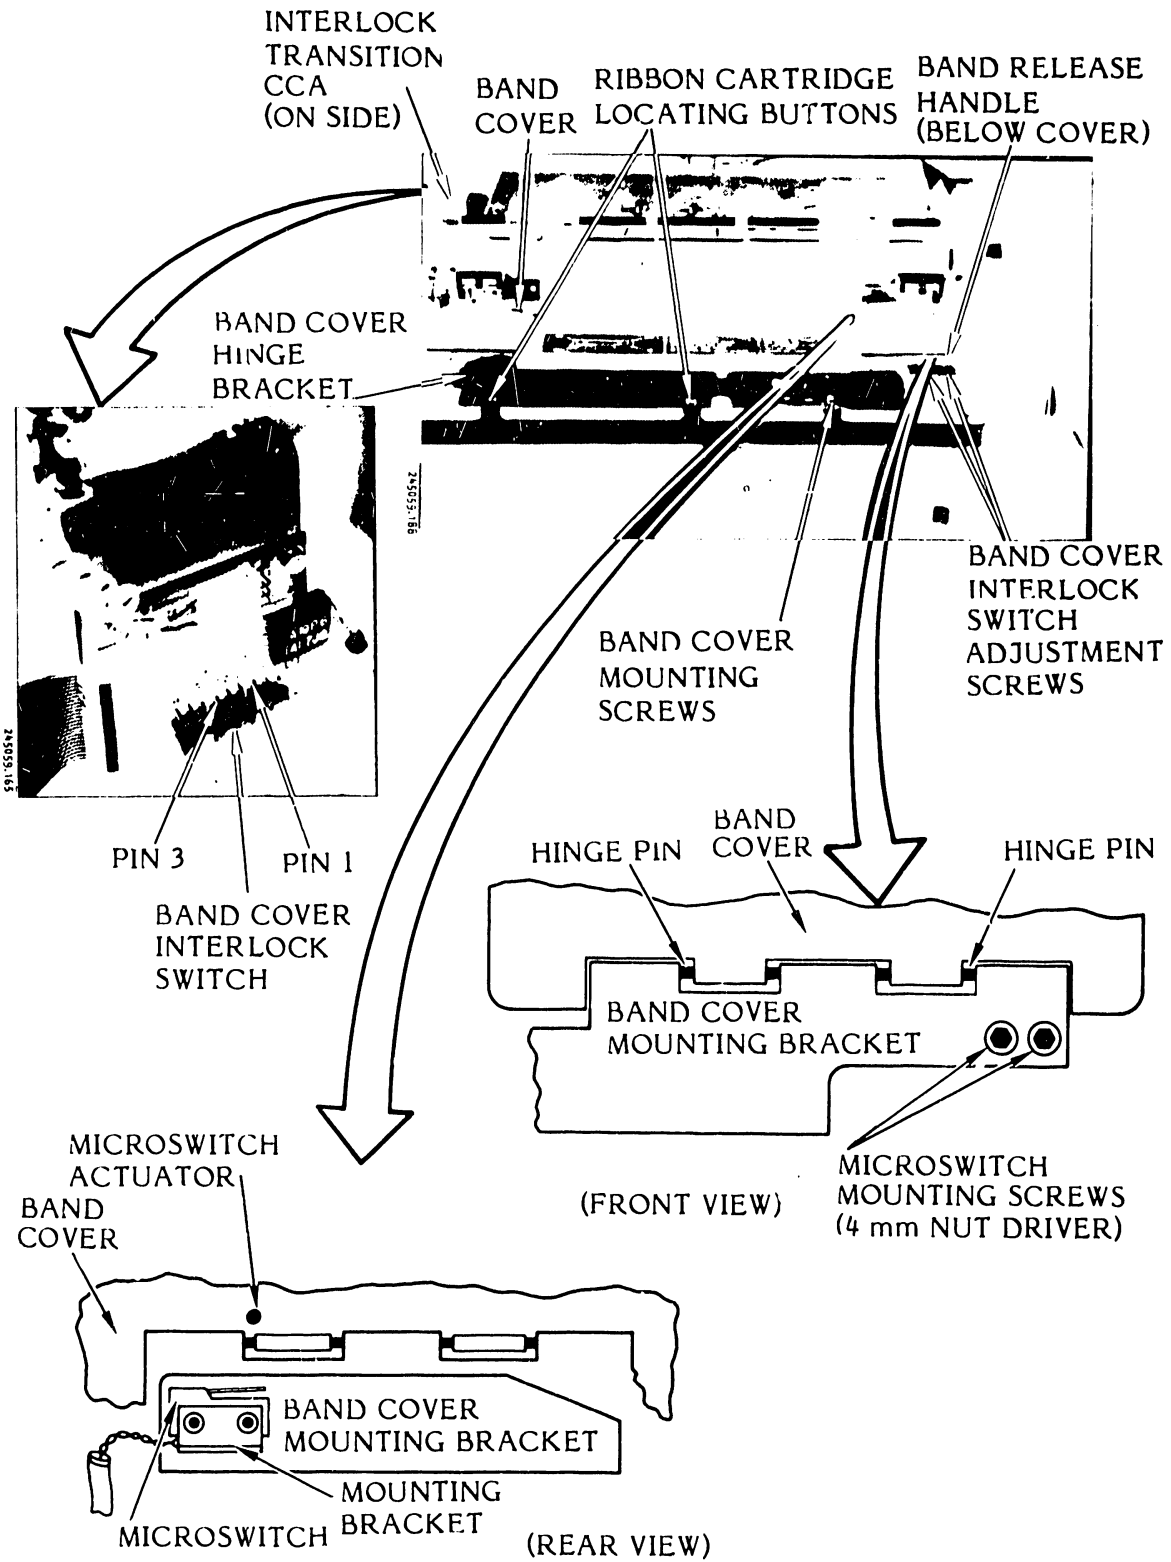 INTERLOCK
TRANSITION
CCA
(ON SIDE)
BAND
COVER
RIBBON CARTRIDGE
LOCATING BUTTONS
BAND RELEASE
HANDLE
(BELOW COVER)
BAND COVER
HINGE
BRACKET
245059.166
BAND COVER
INTERLOCK
SWITCH
ADJUSTMENT
SCREWS
BAND COVER
MOUNTING
SCREWS
245059.165
PIN 3
PIN 1
BAND COVER
INTERLOCK
SWITCH
HINGE PIN
BAND
COVER
HINGE PIN
BAND COVER
MOUNTING BRACKET
MICROSWITCH
MOUNTING SCREWS
(4 mm NUT DRIVER)
(FRONT VIEW)
MICROSWITCH
ACTUATOR
BAND
COVER
BAND COVER
MOUNTING BRACKET
MOUNTING
BRACKET
MICROSWITCH
(REAR VIEW)